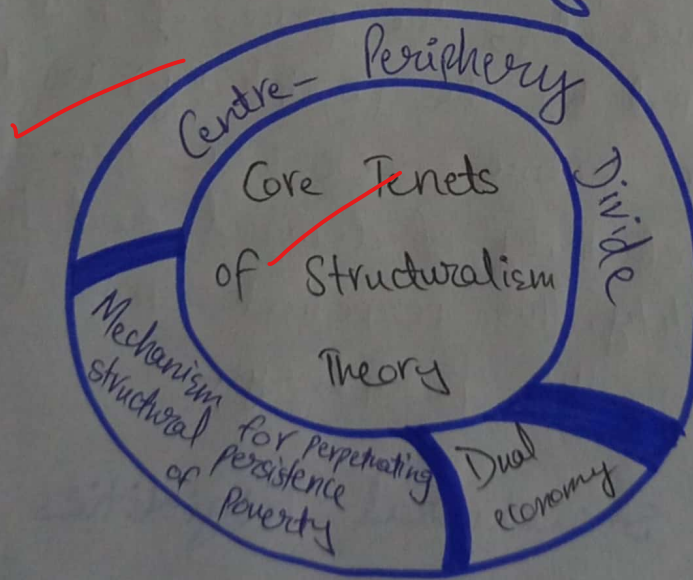 Centre- Periphery Divide
Core Tenets
of Structuralism
Theory
Mechanism for perpetuating
structural persistence
of Poverty
Dual
economy